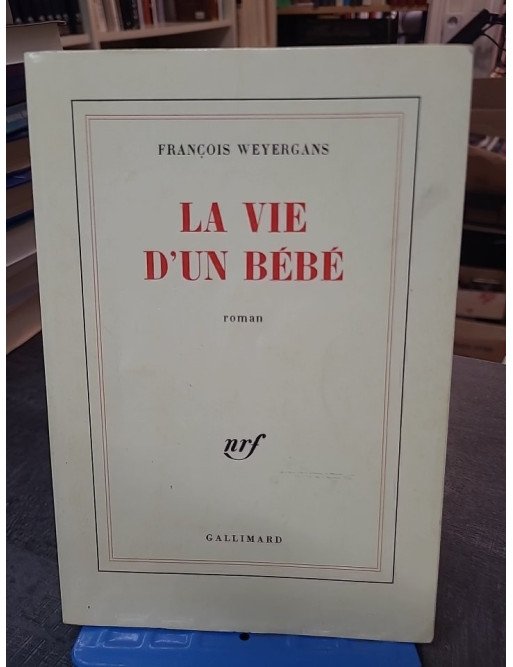 FRANÇOIS WEYERGANS
LA VIE
D'UN BÉBÉ
roman
nrf
GALLIMARD